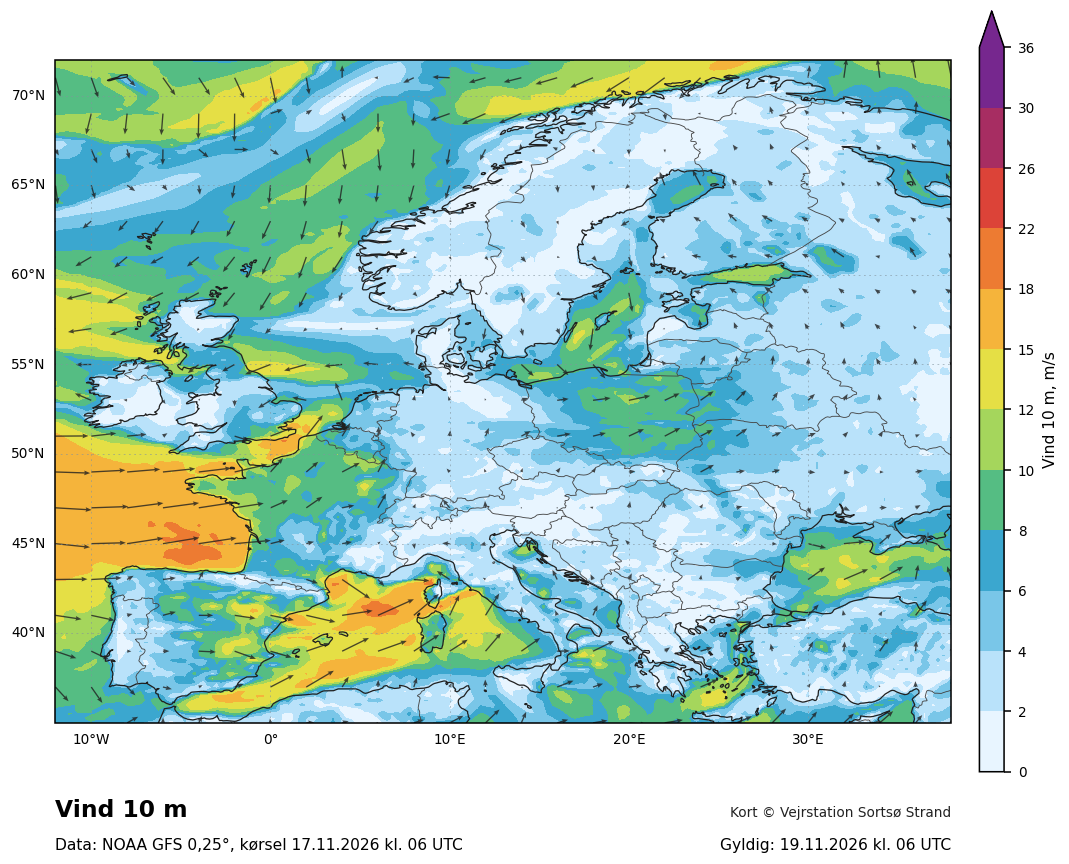 36
30
26
22
18
15
12
10
8
6
4
2
0
Vind 10 m, m/s
70°N
65°N
60°N
55°N
50°N
45°N
40°N
10°W
0°
10°E
20°E
30°E
Vind 10 m
Kort © Vejrstation Sortsø Strand
Data: NOAA GFS 0,25°, kørsel 17.11.2026 kl. 06 UTC
Gyldig: 19.11.2026 kl. 06 UTC